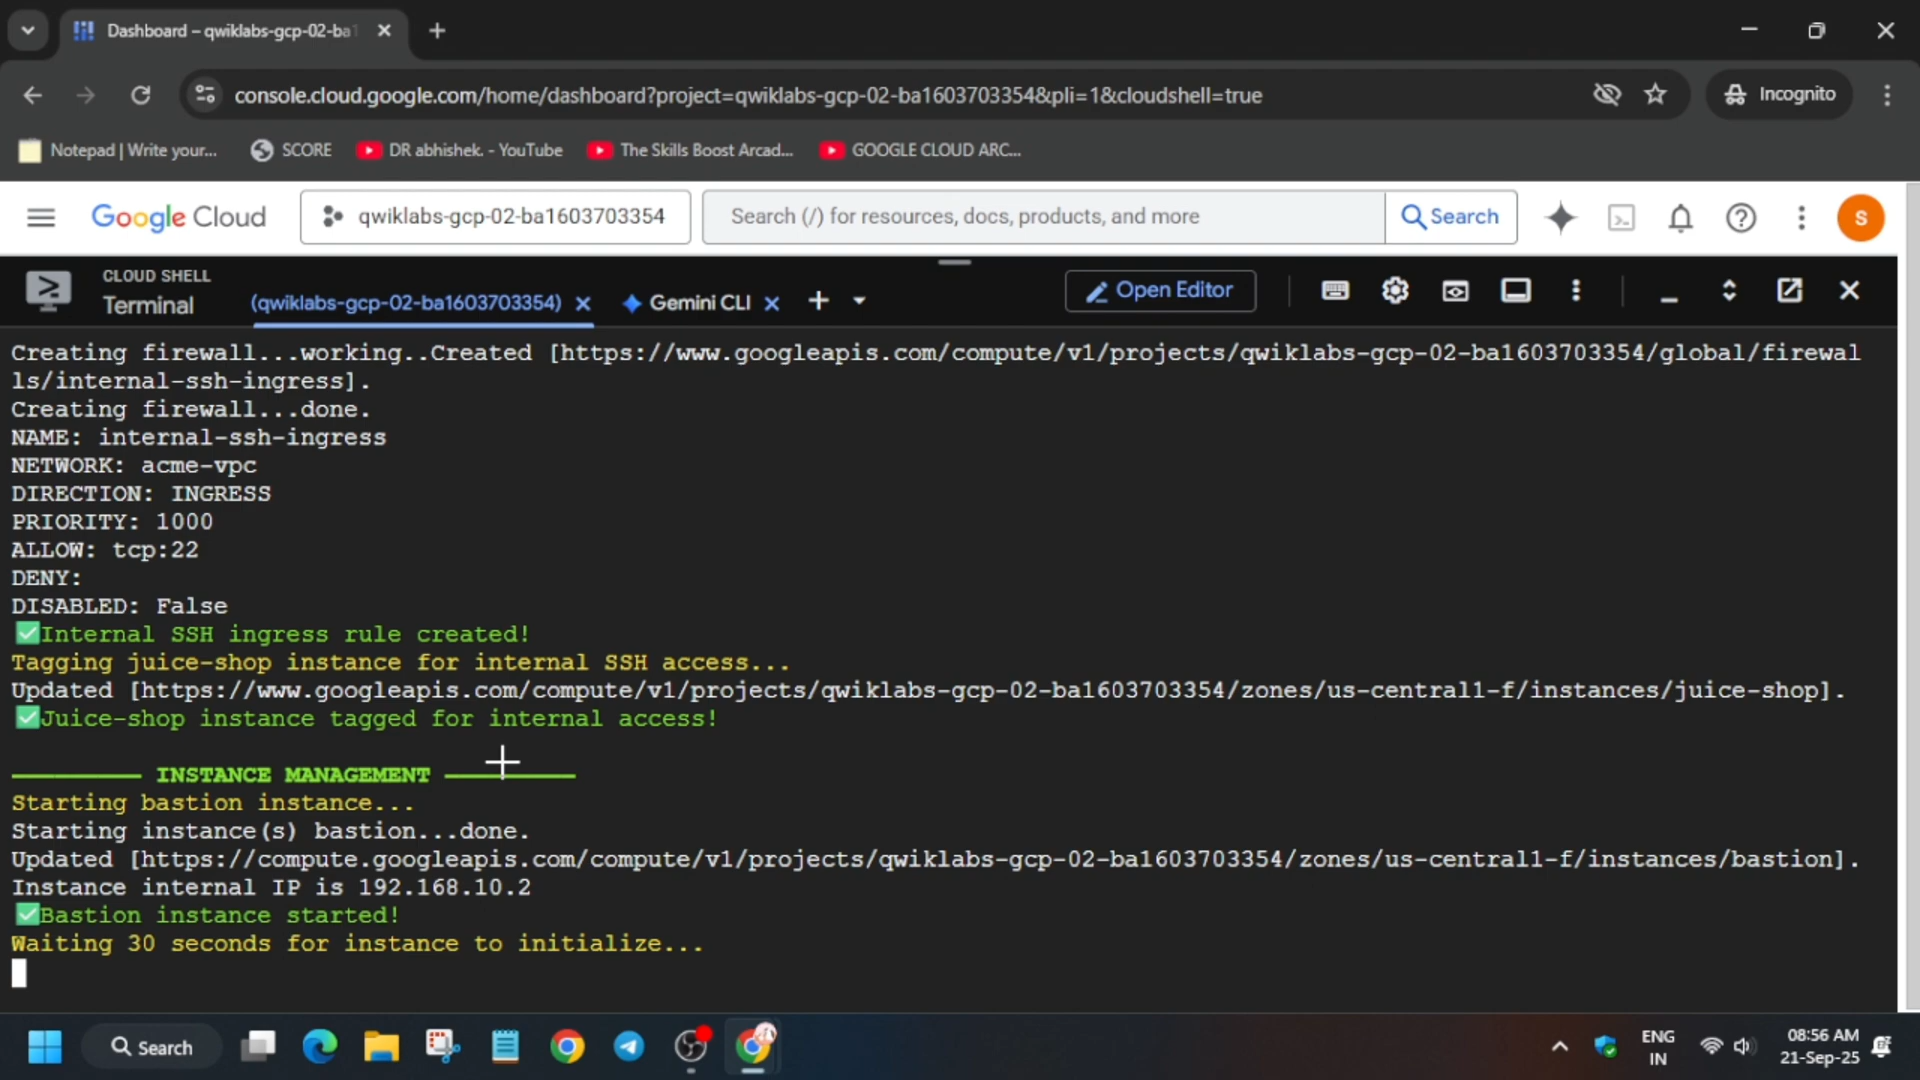 Dashboard – qwiklabs-gcp-02-ba1
console.cloud.google.com/home/dashboard?project=qwiklabs-gcp-02-ba1603703354&pli=1&cloudshell=true
Incognito
Notepad | Write your...
SCORE
DR abhishek. - YouTube
The Skills Boost Arcad...
GOOGLE CLOUD ARC...
Google Cloud
qwiklabs-gcp-02-ba1603703354
Search (/) for resources, docs, products, and more
Search
S
CLOUD SHELL
Terminal
(qwiklabs-gcp-02-ba1603703354)
Gemini CLI
Open Editor
Creating firewall...working..Created [https://www.googleapis.com/compute/v1/projects/qwiklabs-gcp-02-ba1603703354/global/firewal
ls/internal-ssh-ingress].
Creating firewall...done.
NAME: internal-ssh-ingress
NETWORK: acme-vpc
DIRECTION: INGRESS
PRIORITY: 1000
ALLOW: tcp:22
DENY:
DISABLED: False
✅Internal SSH ingress rule created!
Tagging juice-shop instance for internal SSH access...
Updated [https://www.googleapis.com/compute/v1/projects/qwiklabs-gcp-02-ba1603703354/zones/us-central1-f/instances/juice-shop].
✅Juice-shop instance tagged for internal access!
───────── INSTANCE MANAGEMENT ─────────
Starting bastion instance...
Starting instance(s) bastion...done.
Updated [https://compute.googleapis.com/compute/v1/projects/qwiklabs-gcp-02-ba1603703354/zones/us-central1-f/instances/bastion].
Instance internal IP is 192.168.10.2
✅Bastion instance started!
Waiting 30 seconds for instance to initialize...
Search
ENG
IN
08:56 AM
21-Sep-25